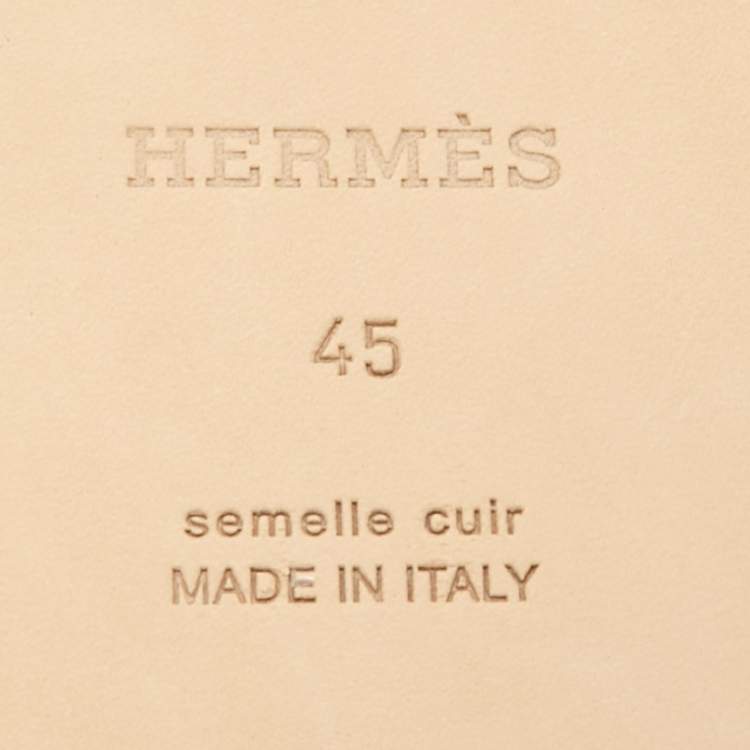 HERMÈS
45
semelle cuir
MADE IN ITALY